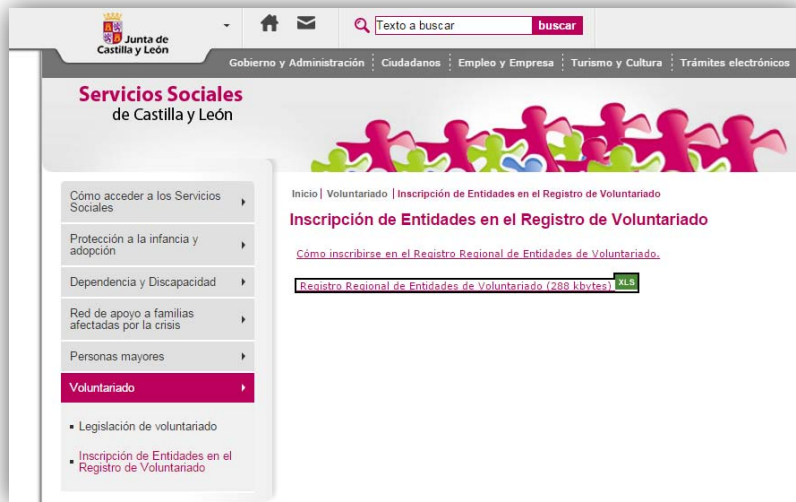 Junta de
Castilla y León
Texto a buscar
buscar
Gobierno y Administración
Ciudadanos
Empleo y Empresa
Turismo y Cultura
Trámites electrónicos
Servicios Sociales
de Castilla y León
Cómo acceder a los Servicios
Sociales
Protección a la infancia y
adopción
Dependencia y Discapacidad
Red de apoyo a familias
afectadas por la crisis
Personas mayores
Voluntariado
Legislación de voluntariado
Inscripción de Entidades en el
Registro de Voluntariado
Inicio | Voluntariado | Inscripción de Entidades en el Registro de Voluntariado
Inscripción de Entidades en el Registro de Voluntariado
Cómo inscribirse en el Registro Regional de Entidades de Voluntariado.
Registro Regional de Entidades de Voluntariado (288 kbytes) XLS